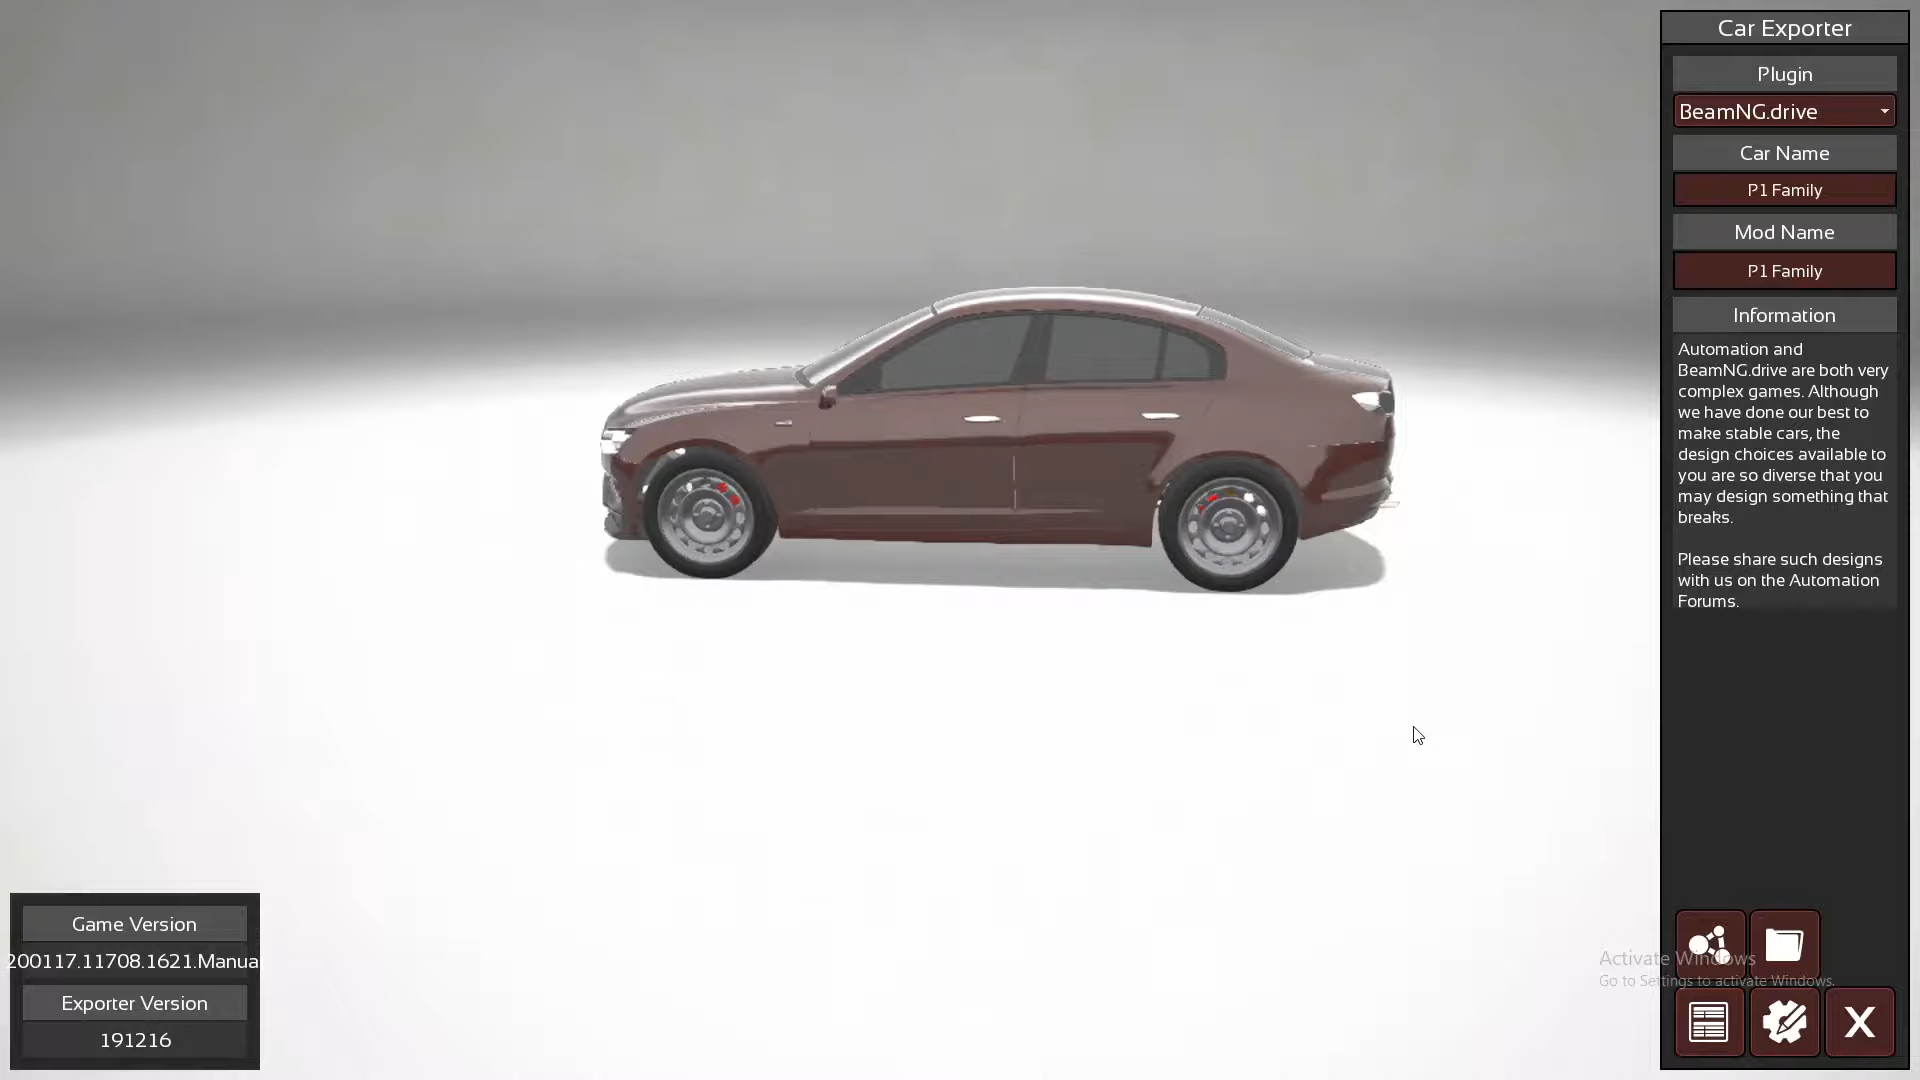 Car Exporter
Plugin
BeamNG.drive
Car Name
P1 Family
Mod Name
P1 Family
Information
Automation and
BeamNG.drive are both very
complex games. Although
we have done our best to
make stable cars, the
design choices available to
you are so diverse that you
may design something that
breaks.
Please share such designs
with us on the Automation
Forums.
Activate Windows
Go to Settings to activate Windows.
X
Game Version
200117.11708.1621.Manua
Exporter Version
191216